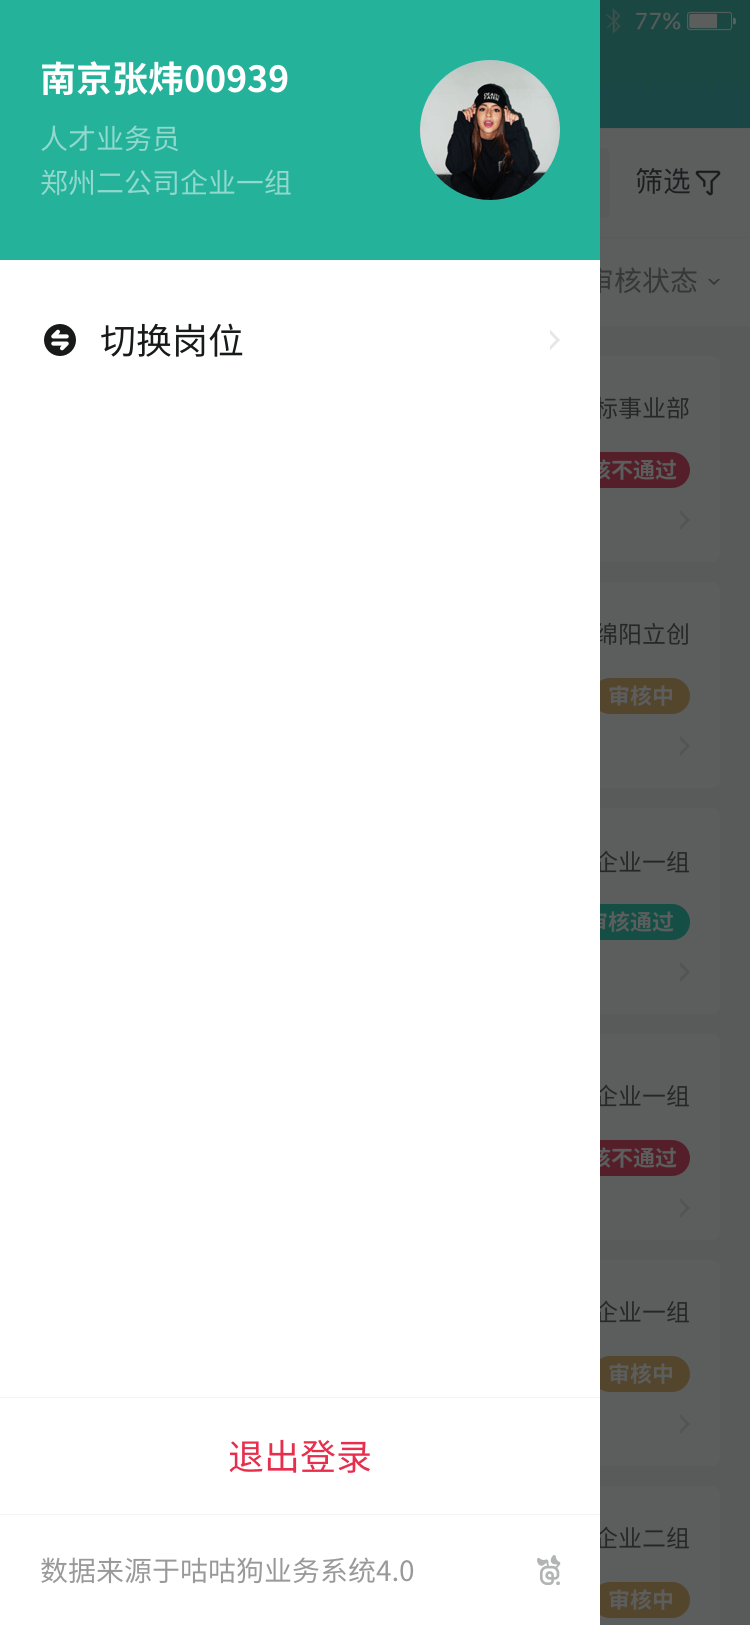 77%
南京张炜00939
人才业务员
郑州二公司企业一组
筛选
审核状态
切换岗位
标事业部
核不通过
绵阳立创
审核中
企业一组
审核通过
企业一组
核不通过
企业一组
审核中
退出登录
企业二组
数据来源于咕咕狗业务系统4.0
审核中